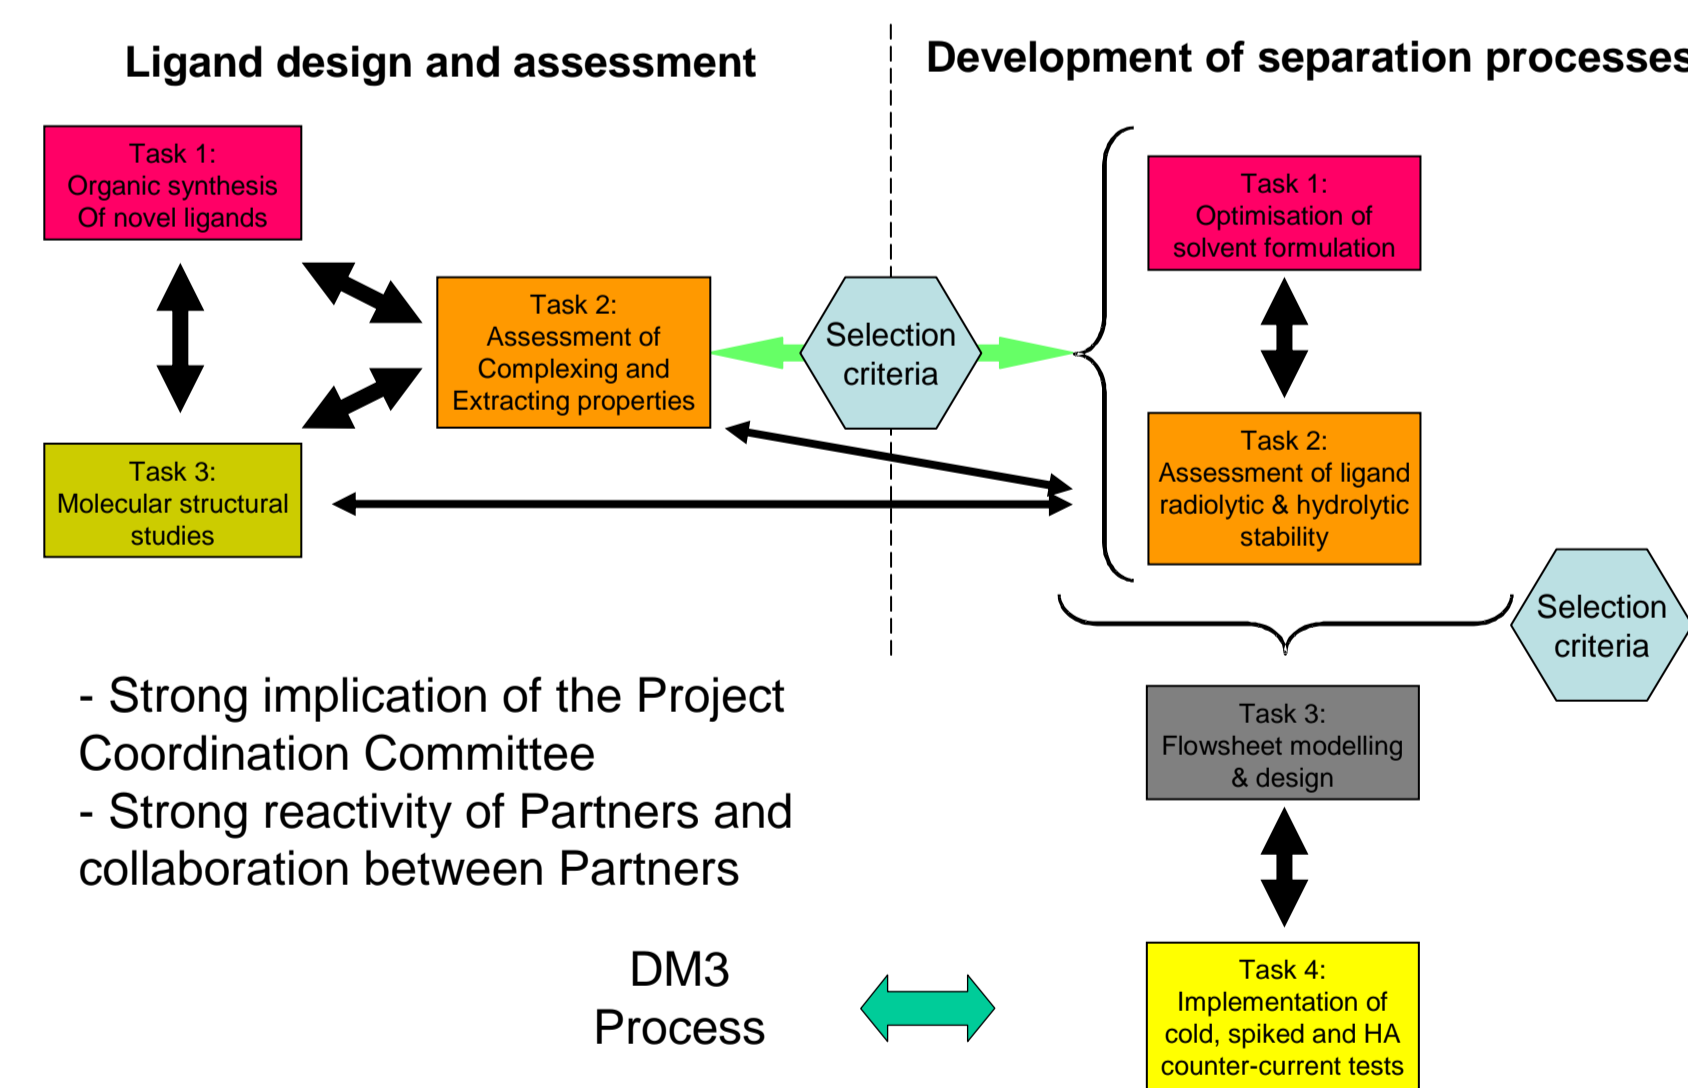 Ligand design and assessment
Development of separation processes
Task 1:
Organic synthesis
Of novel ligands
Task 2:
Assessment of
Complexing and
Extracting properties
Task 3:
Molecular structural
studies
Selection
criteria
Task 1:
Optimisation of
solvent formulation
Task 2:
Assessment of ligand
radiolytic & hydrolytic
stability
Selection
criteria
Task 3:
Flowsheet modelling
& design
Task 4:
Implementation of
cold, spiked and HA
counter-current tests
- Strong implication of the Project
Coordination Committee
- Strong reactivity of Partners and
collaboration between Partners
DM3
Process